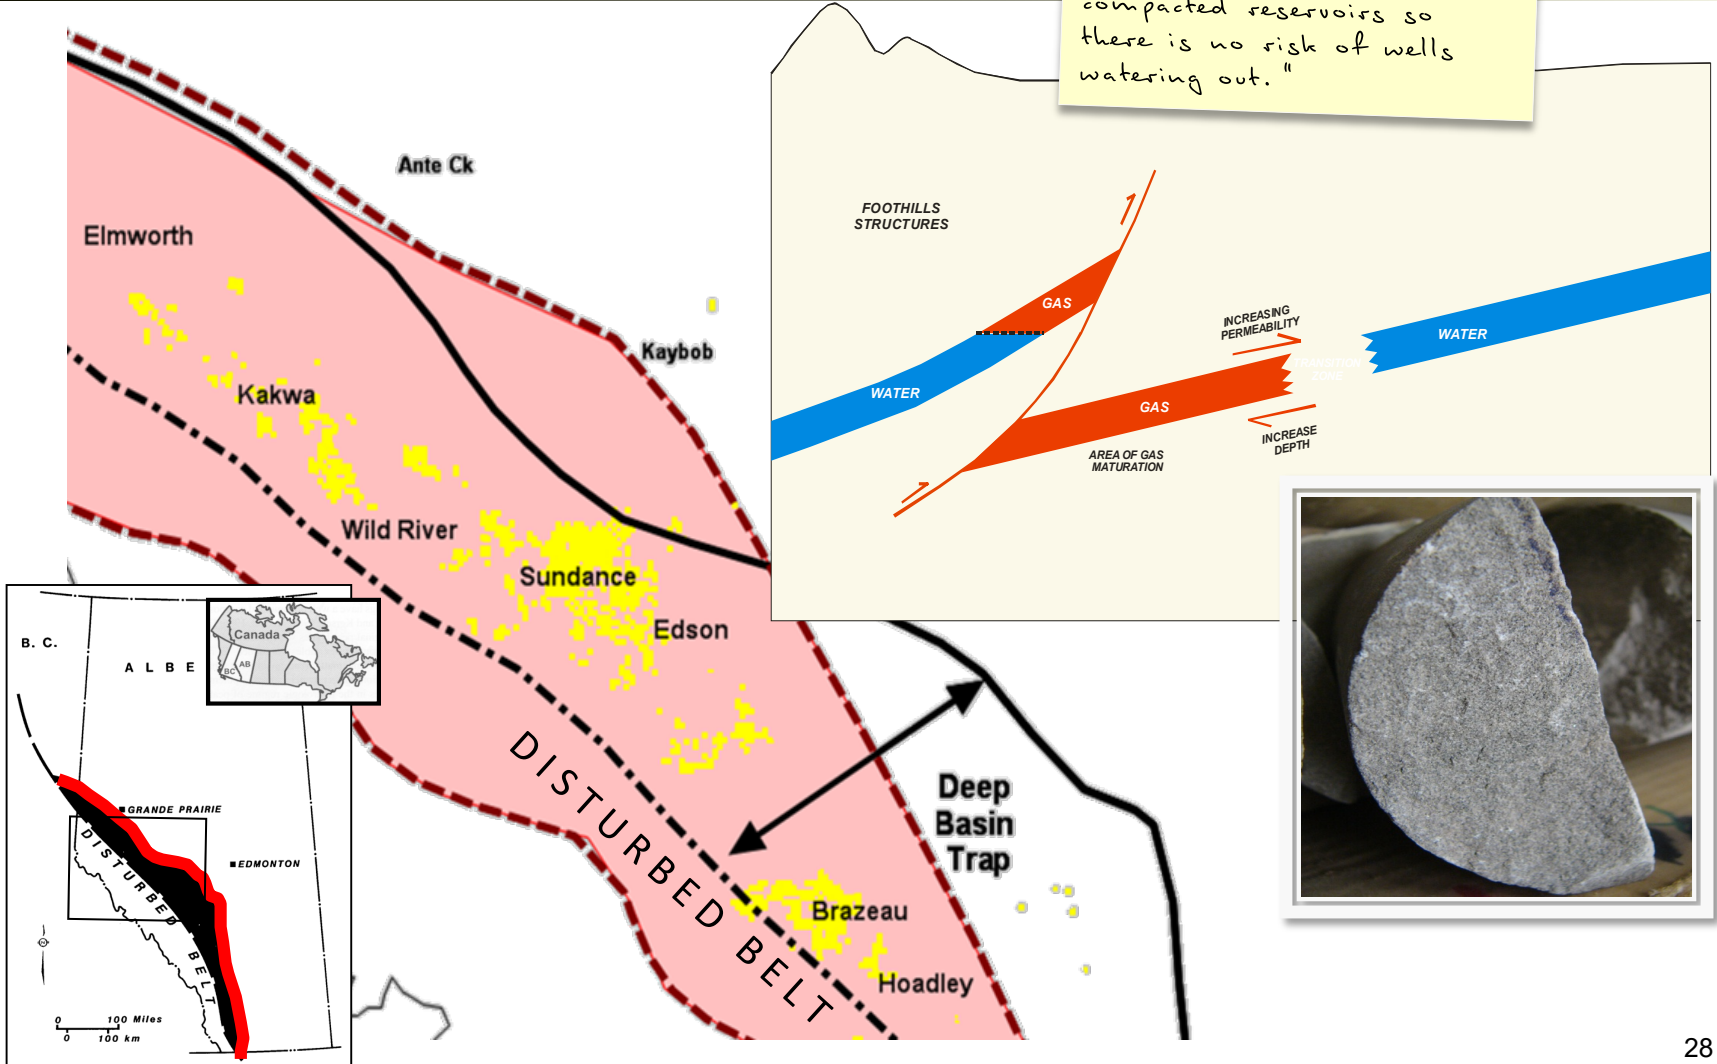 compacted reservoirs so
there is no risk of wells
watering out."
Ante Ck
Elmworth
Kaybob
Kakwa
Wild River
Sundance
Edson
DISTURBED BELT
Deep
Basin
Trap
Brazeau
Hoadley
FOOTHILLS
STRUCTURES
GAS
WATER
INCREASING
PERMEABILITY
TRANSITION
ZONE
WATER
GAS
INCREASE
DEPTH
AREA OF GAS
MATURATION
B. C.
A L B E
Canada
BC
AB
GRANDE PRAIRIE
EDMONTON
DISTURBED BELT
0 100 Miles
0 100 km
28